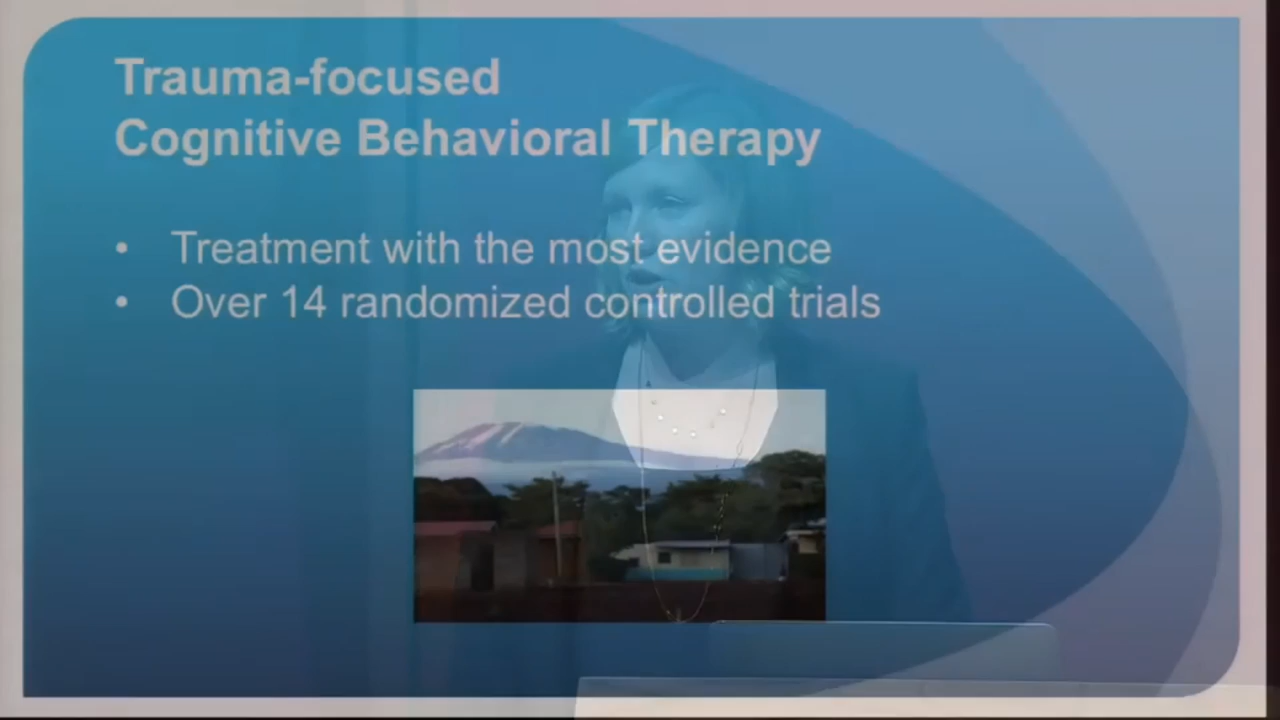 Trauma-focused
Cognitive Behavioral Therapy
• Treatment with the most evidence
• Over 14 randomized controlled trials